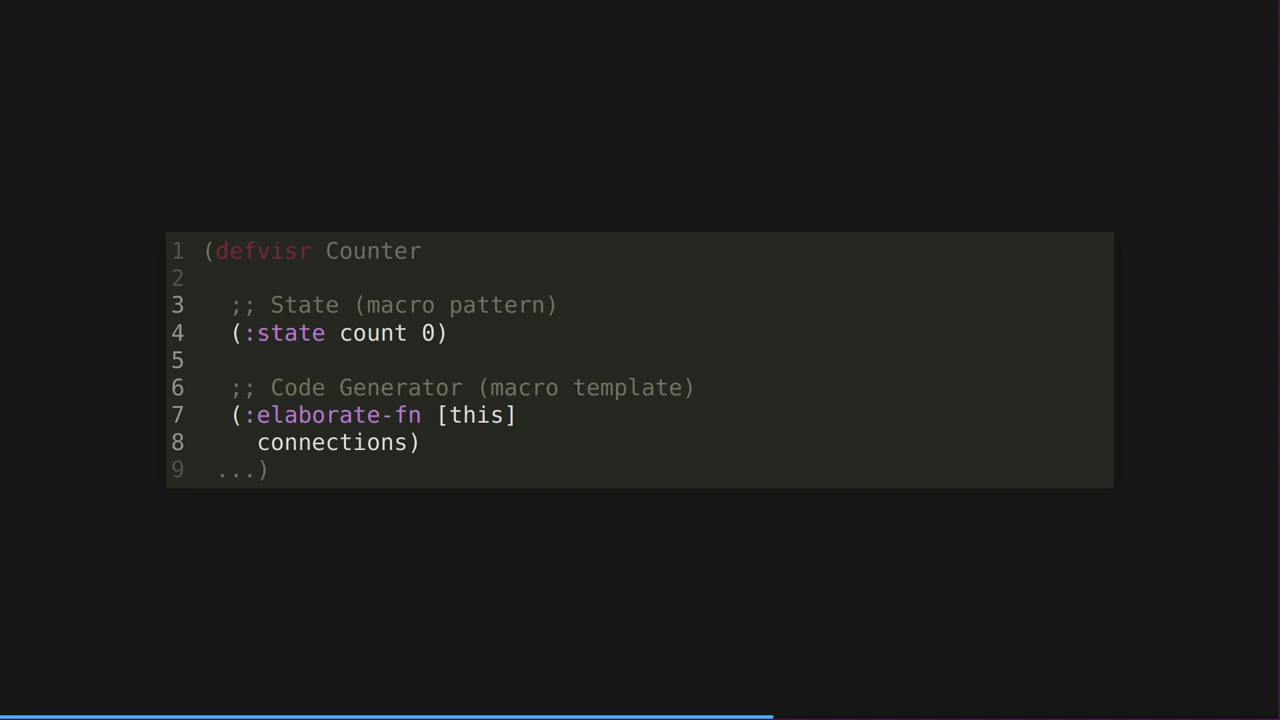 1 (defvisr Counter
2
3   ;; State (macro pattern)
4   (:state count 0)
5
6   ;; Code Generator (macro template)
7   (:elaborate-fn [this]
8     connections)
9  ...)